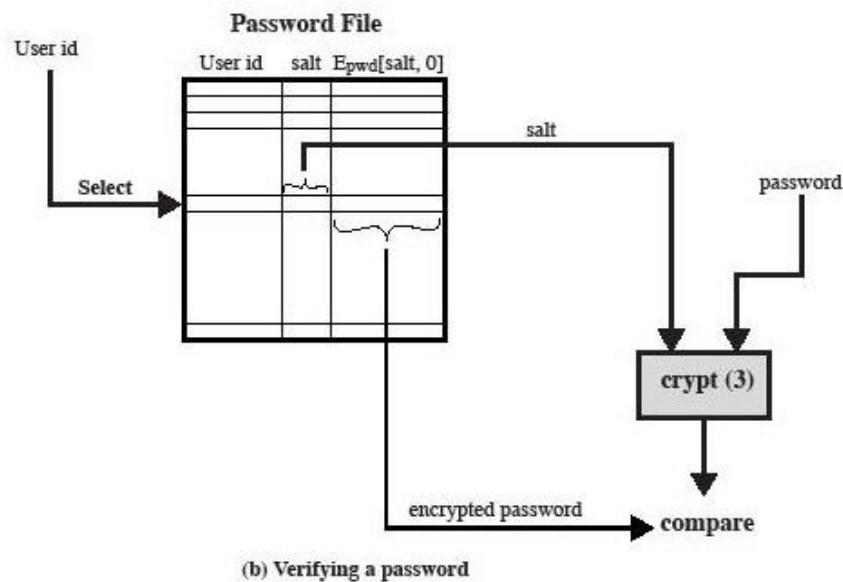 Password File
User id
User id salt Epwd[salt, 0]
salt
Select
password
crypt (3)
encrypted password
compare
(b) Verifying a password